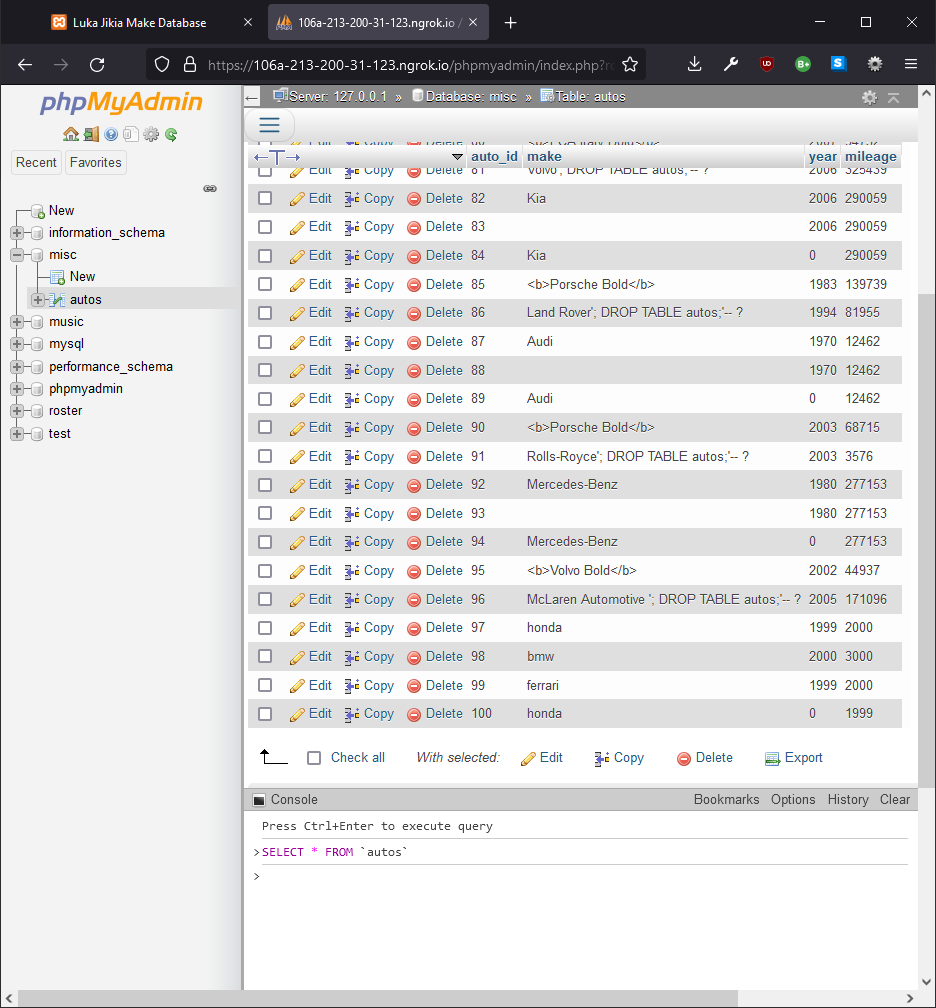 Luka Jikia Make Database
106a-213-200-31-123.ngrok.io /
https://106a-213-200-31-123.ngrok.io/phpmyadmin/index.php?r
phpMyAdmin
Recent Favorites
New
information_schema
misc
New
autos
music
mysql
performance_schema
phpmyadmin
roster
test
Server: 127.0.0.1 » Database: misc » Table: autos
auto_id make year mileage
Edit Copy Delete 81 Volvo'; DROP TABLE autos;'-- ? 2006 325439
Edit Copy Delete 82 Kia 2006 290059
Edit Copy Delete 83 2006 290059
Edit Copy Delete 84 Kia 0 290059
Edit Copy Delete 85 <b>Porsche Bold</b> 1983 139739
Edit Copy Delete 86 Land Rover'; DROP TABLE autos;'-- ? 1994 81955
Edit Copy Delete 87 Audi 1970 12462
Edit Copy Delete 88 1970 12462
Edit Copy Delete 89 Audi 0 12462
Edit Copy Delete 90 <b>Porsche Bold</b> 2003 68715
Edit Copy Delete 91 Rolls-Royce'; DROP TABLE autos;'-- ? 2003 3576
Edit Copy Delete 92 Mercedes-Benz 1980 277153
Edit Copy Delete 93 1980 277153
Edit Copy Delete 94 Mercedes-Benz 0 277153
Edit Copy Delete 95 <b>Volvo Bold</b> 2002 44937
Edit Copy Delete 96 McLaren Automotive '; DROP TABLE autos;'-- ? 2005 171096
Edit Copy Delete 97 honda 1999 2000
Edit Copy Delete 98 bmw 2000 3000
Edit Copy Delete 99 ferrari 1999 2000
Edit Copy Delete 100 honda 0 1999
Check all With selected: Edit Copy Delete Export
Console Bookmarks Options History Clear
Press Ctrl+Enter to execute query
>SELECT * FROM `autos`
>